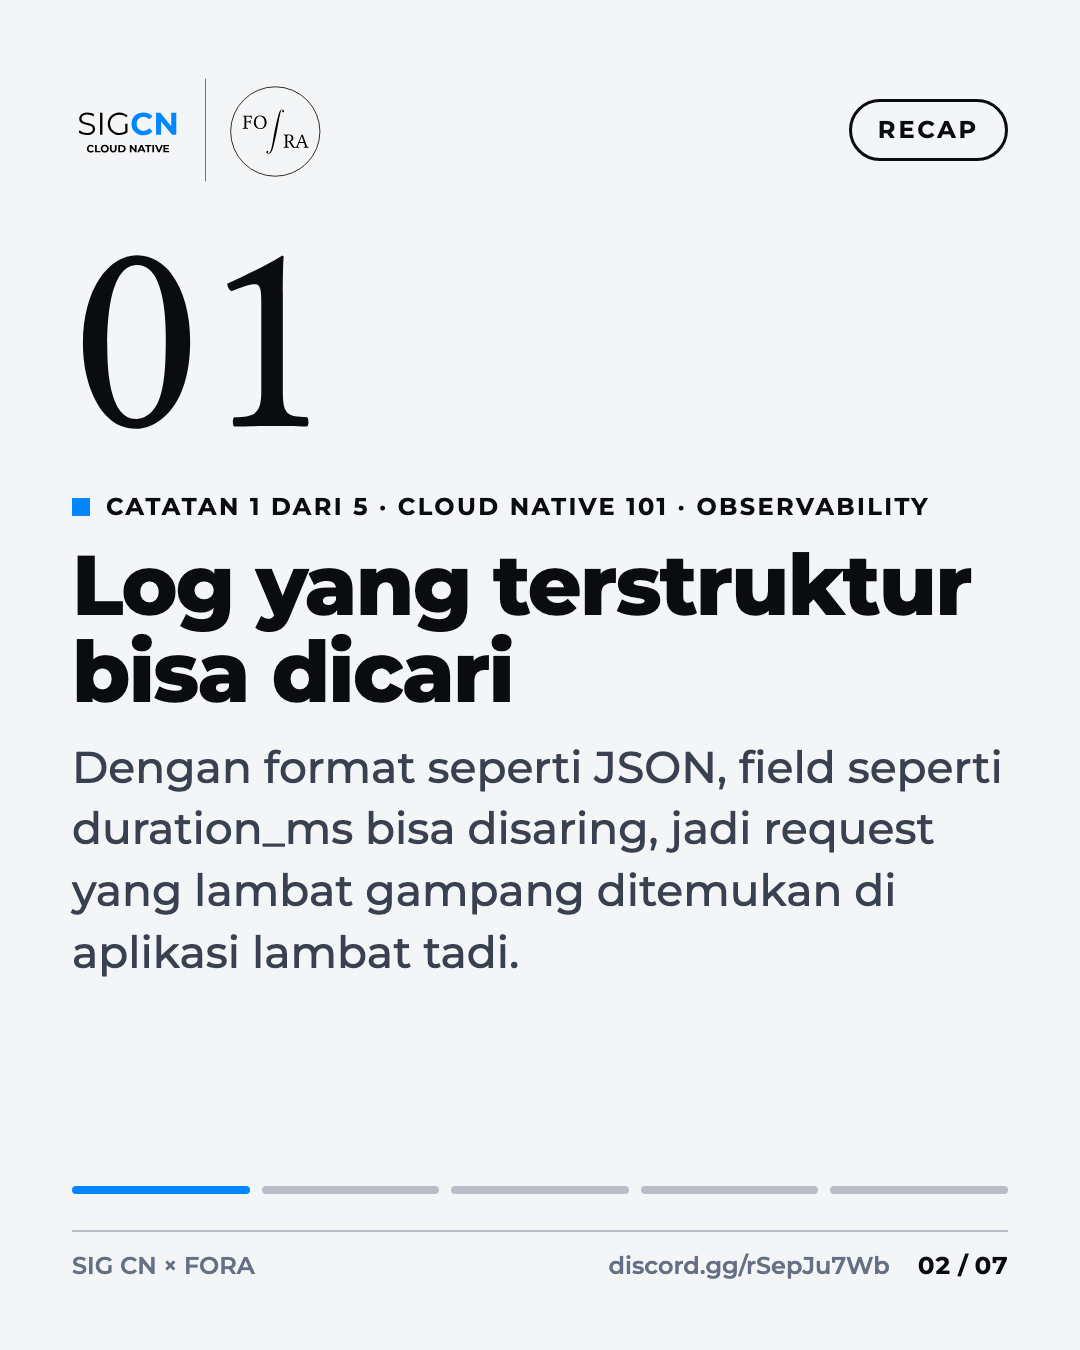 SIGCN
CLOUD NATIVE
FO
RA
RECAP
01
CATATAN 1 DARI 5 · CLOUD NATIVE 101 · OBSERVABILITY
Log yang terstruktur
bisa dicari
Dengan format seperti JSON, field seperti
duration_ms bisa disaring, jadi request
yang lambat gampang ditemukan di
aplikasi lambat tadi.
SIG CN × FORA
discord.gg/rSepJu7Wb
02 / 07